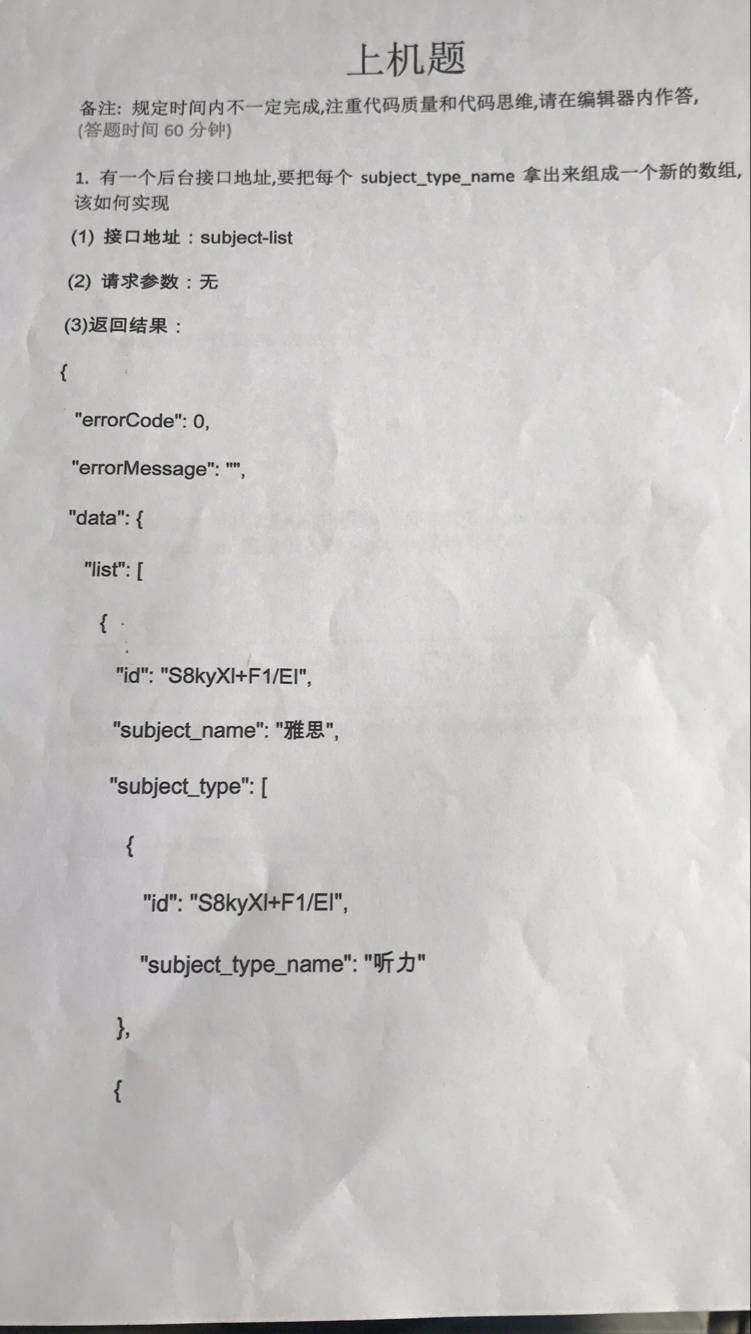 上机题
备注: 规定时间内不一定完成,注重代码质量和代码思维,请在编辑器内作答,
(答题时间 60 分钟)
1. 有一个后台接口地址,要把每个 subject_type_name 拿出来组成一个新的数组,
该如何实现
(1) 接口地址：subject-list
(2) 请求参数：无
(3)返回结果：
{
"errorCode": 0,
"errorMessage": "",
"data": {
"list": [
{
"id": "S8kyXl+F1/EI",
"subject_name": "雅思",
"subject_type": [
{
"id": "S8kyXl+F1/EI",
"subject_type_name": "听力"
},
{